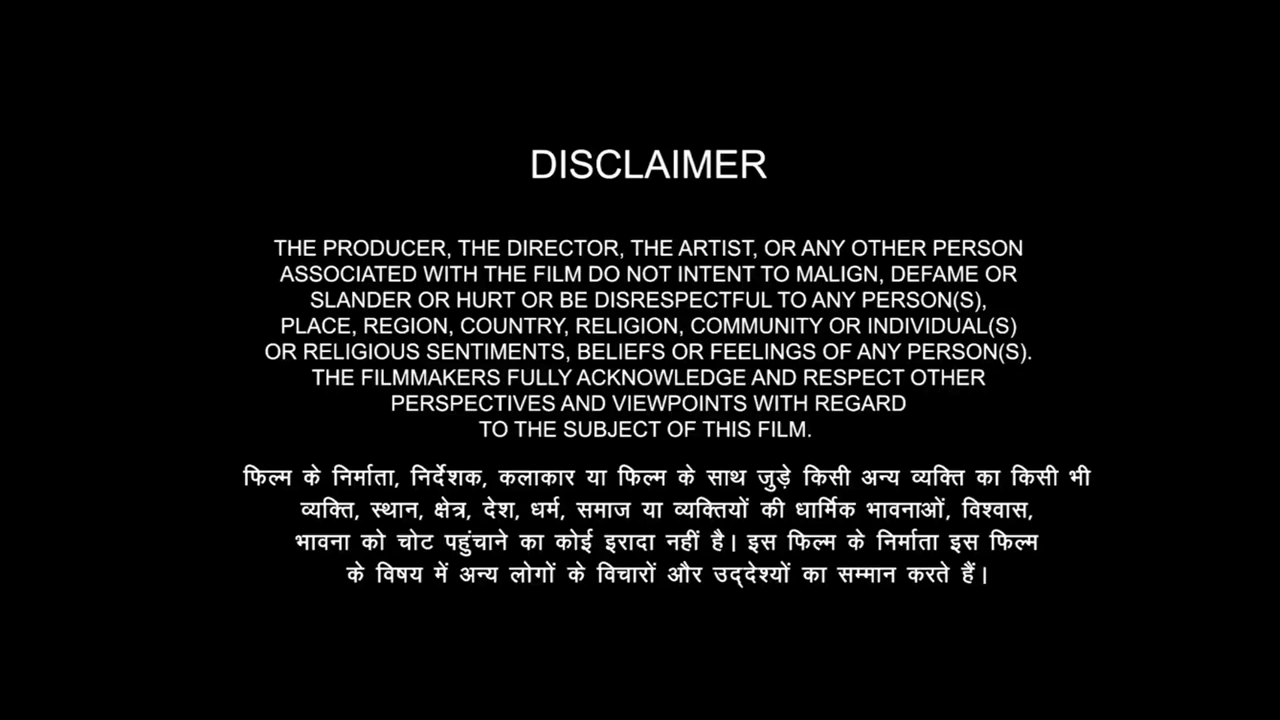 DISCLAIMER
THE PRODUCER, THE DIRECTOR, THE ARTIST, OR ANY OTHER PERSON
ASSOCIATED WITH THE FILM DO NOT INTENT TO MALIGN, DEFAME OR
SLANDER OR HURT OR BE DISRESPECTFUL TO ANY PERSON(S),
PLACE, REGION, COUNTRY, RELIGION, COMMUNITY OR INDIVIDUAL(S)
OR RELIGIOUS SENTIMENTS, BELIEFS OR FEELINGS OF ANY PERSON(S).
THE FILMMAKERS FULLY ACKNOWLEDGE AND RESPECT OTHER
PERSPECTIVES AND VIEWPOINTS WITH REGARD
TO THE SUBJECT OF THIS FILM.
फिल्म के निर्माता, निर्देशक, कलाकार या फिल्म के साथ जुड़े किसी अन्य व्यक्ति का किसी भी
व्यक्ति, स्थान, क्षेत्र, देश, धर्म, समाज या व्यक्तियों की धार्मिक भावनाओं, विश्वास,
भावना को चोट पहुंचाने का कोई इरादा नहीं है। इस फिल्म के निर्माता इस फिल्म
के विषय में अन्य लोगों के विचारों और उद्देश्यों का सम्मान करते हैं।